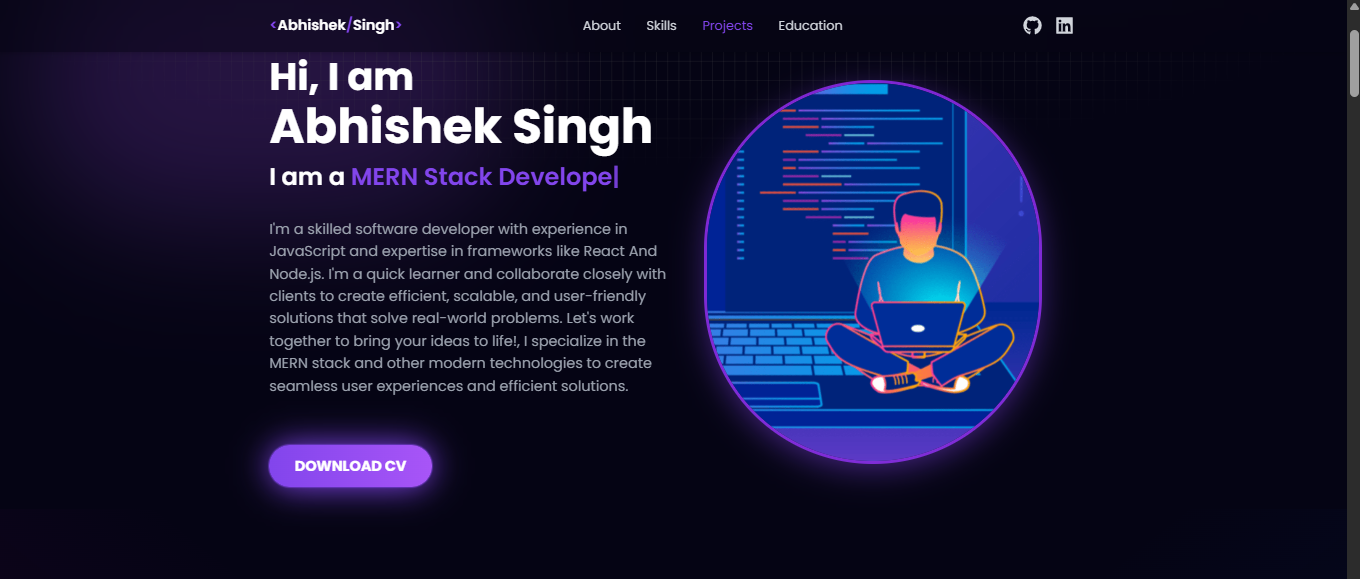 <Abhishek/Singh>
About
Skills
Projects
Education
Hi, I am
Abhishek Singh
I am a MERN Stack Develope|
I'm a skilled software developer with experience in
JavaScript and expertise in frameworks like React And
Node.js. I'm a quick learner and collaborate closely with
clients to create efficient, scalable, and user-friendly
solutions that solve real-world problems. Let's work
together to bring your ideas to life!, I specialize in the
MERN stack and other modern technologies to create
seamless user experiences and efficient solutions.
DOWNLOAD CV